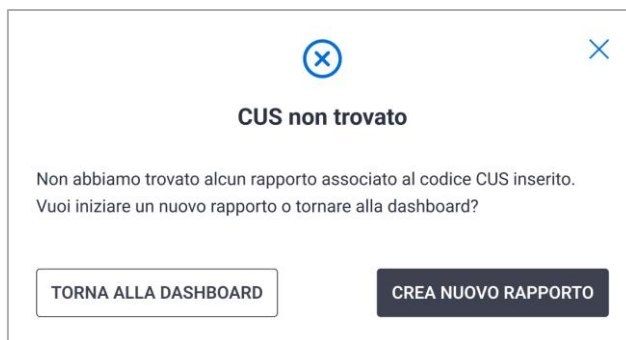 CUS non trovato
Non abbiamo trovato alcun rapporto associato al codice CUS inserito.
Vuoi iniziare un nuovo rapporto o tornare alla dashboard?
TORNA ALLA DASHBOARD
CREA NUOVO RAPPORTO